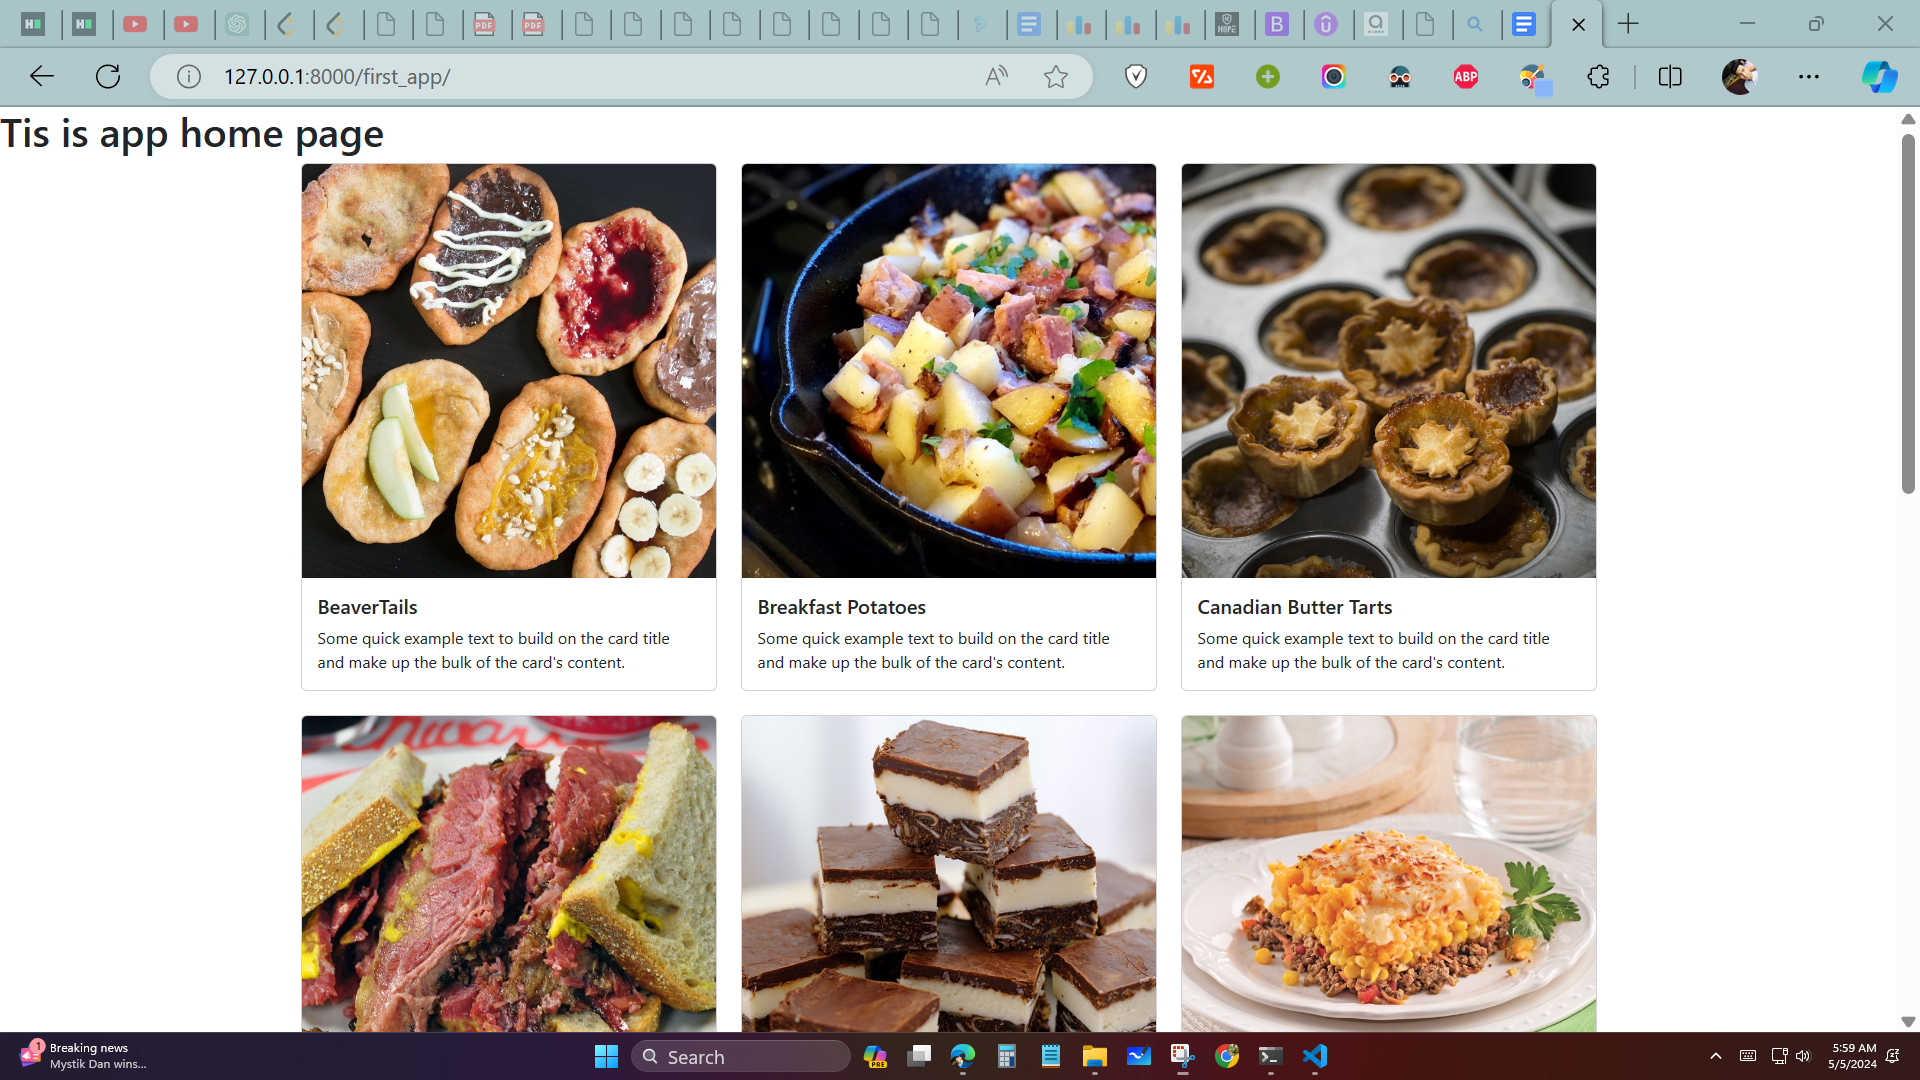 127.0.0.1:8000/first_app/
ABP
Tis is app home page
BeaverTails
Some quick example text to build on the card title
and make up the bulk of the card's content.
Breakfast Potatoes
Some quick example text to build on the card title
and make up the bulk of the card's content.
Canadian Butter Tarts
Some quick example text to build on the card title
and make up the bulk of the card's content.
1
Breaking news
Mystik Dan wins...
Search
PRE
5:59 AM
5/5/2024